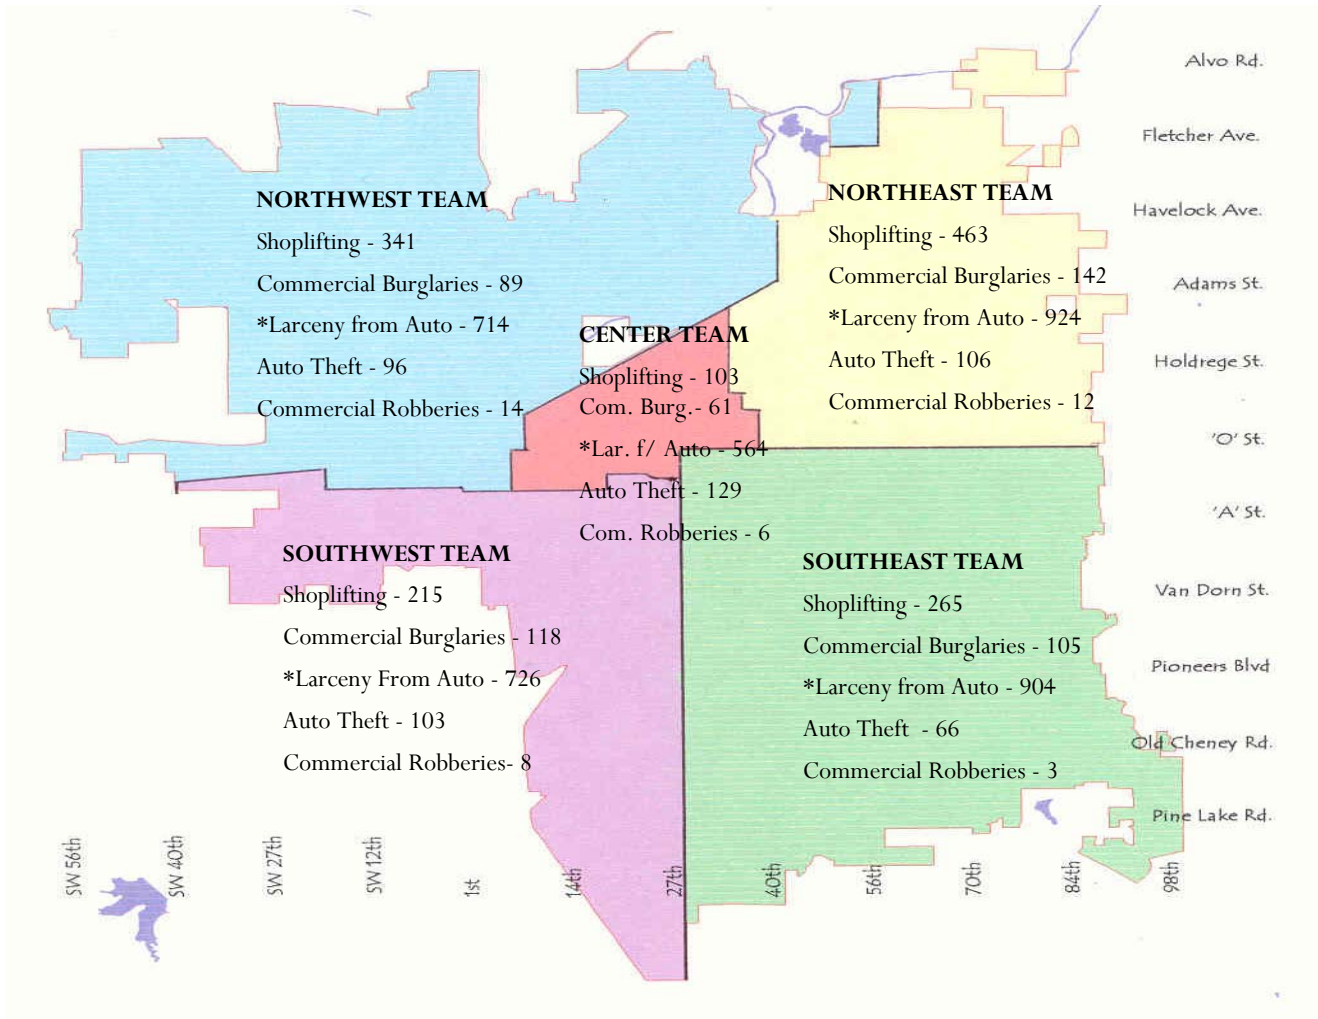 NORTHWEST TEAM
Shoplifting - 341
Commercial Burglaries - 89
*Larceny from Auto - 714
Auto Theft - 96
Commercial Robberies - 14
NORTHEAST TEAM
Shoplifting - 463
Commercial Burglaries - 142
*Larceny from Auto - 924
Auto Theft - 106
Commercial Robberies - 12
CENTER TEAM
Shoplifting - 103
Com. Burg.- 61
*Lar. f/ Auto - 564
Auto Theft - 129
Com. Robberies - 6
SOUTHWEST TEAM
Shoplifting - 215
Commercial Burglaries - 118
*Larceny From Auto - 726
Auto Theft - 103
Commercial Robberies- 8
SOUTHEAST TEAM
Shoplifting - 265
Commercial Burglaries - 105
*Larceny from Auto - 904
Auto Theft - 66
Commercial Robberies - 3
Alvo Rd.
Fletcher Ave.
Havelock Ave.
Adams St.
Holdrege St.
'O' St.
'A' St.
Van Dorn St.
Pioneers Blvd
Old Cheney Rd.
Pine Lake Rd.
SW 56th
SW 40th
SW 27th
SW 12th
1st
14th
27th
40th
56th
70th
84th
98th